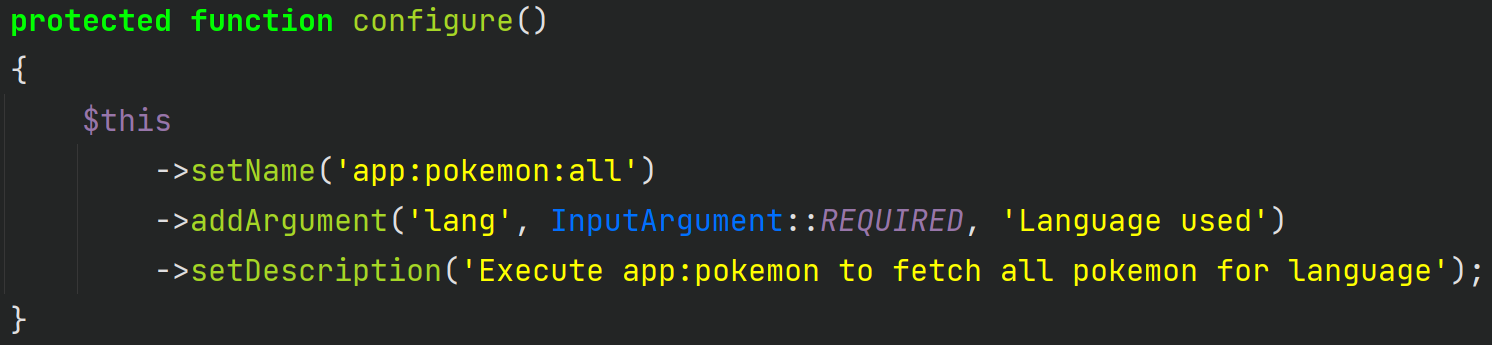 protected function configure()
{
    $this
        ->setName('app:pokemon:all')
        ->addArgument('lang', InputArgument::REQUIRED, 'Language used')
        ->setDescription('Execute app:pokemon to fetch all pokemon for language');
}